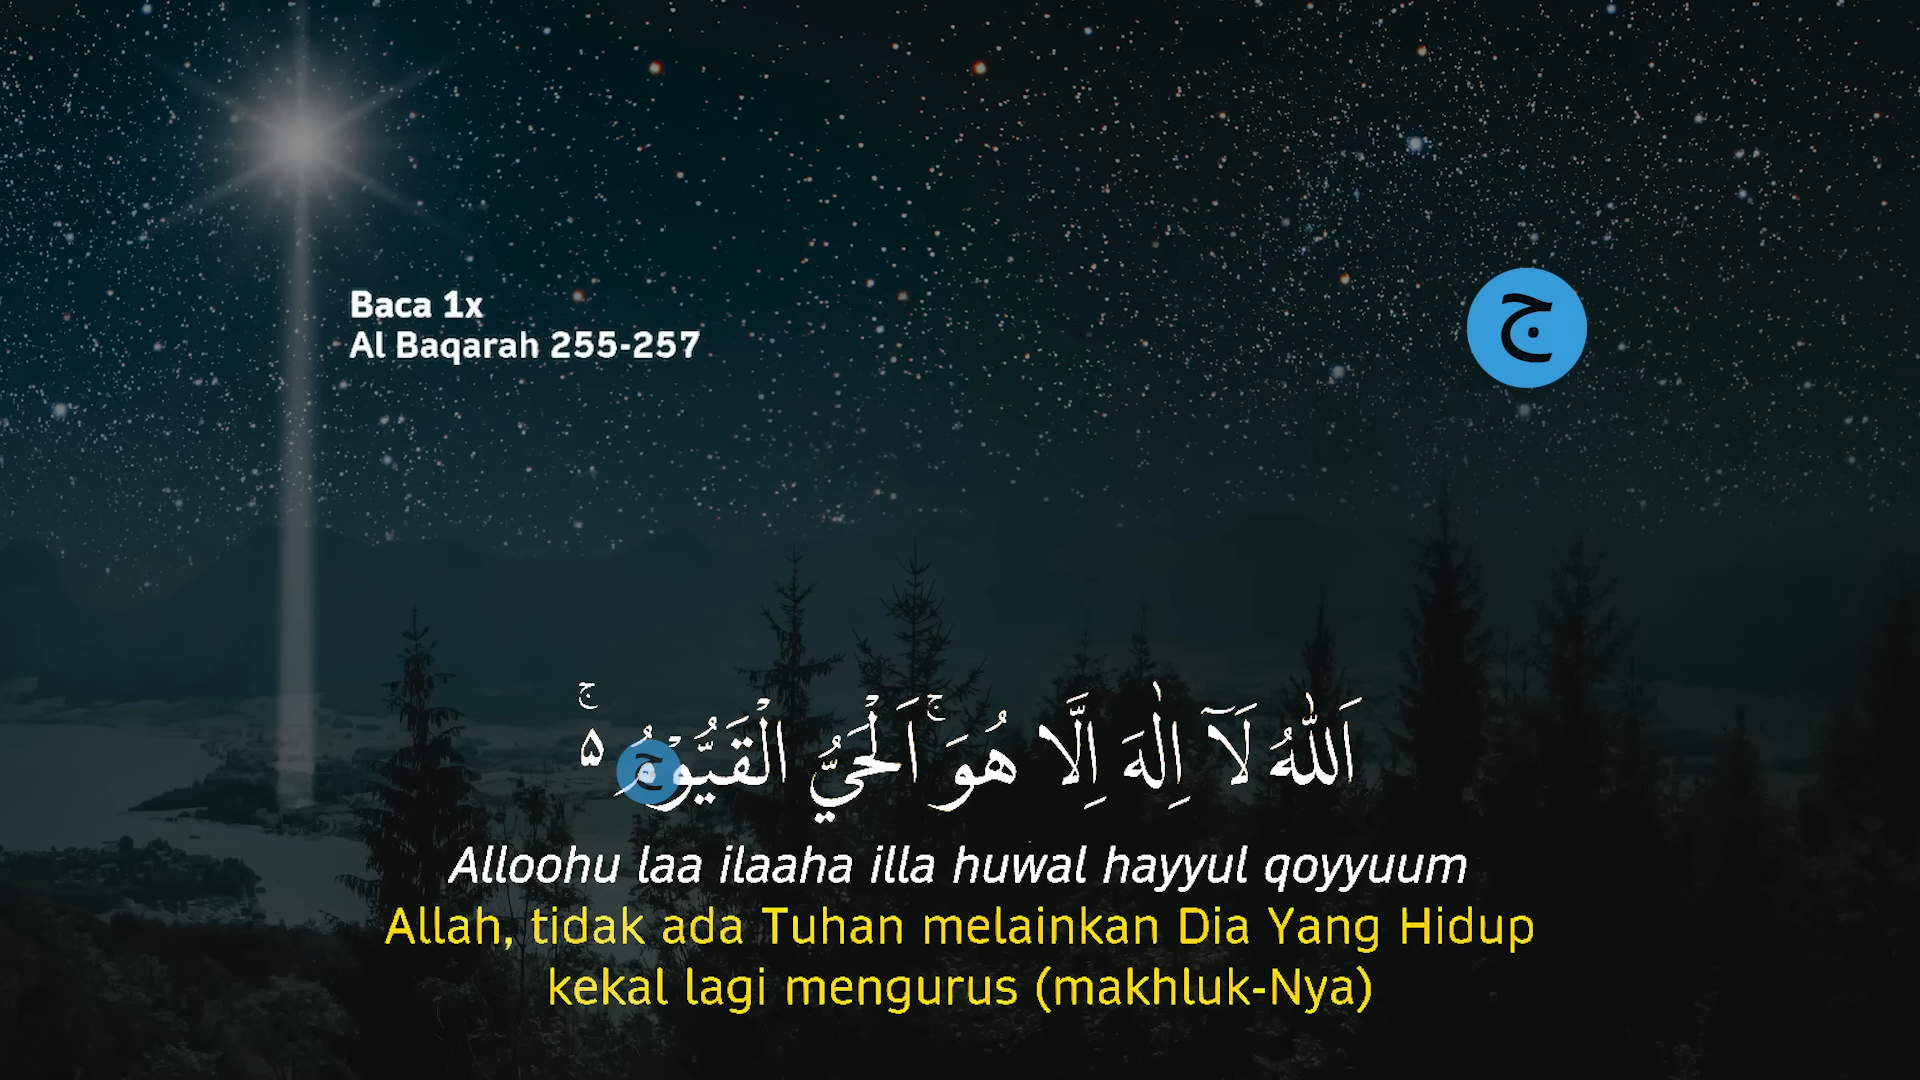 Baca 1x
Al Baqarah 255-257
ج
اَللّٰهُ لَآ اِلٰهَ اِلَّا هُوَۚ اَلْحَيُّ الْقَيُّوْمُ ەۚ
ج
Alloohu laa ilaaha illa huwal hayyul qoyyuum
Allah, tidak ada Tuhan melainkan Dia Yang Hidup
kekal lagi mengurus (makhluk-Nya)